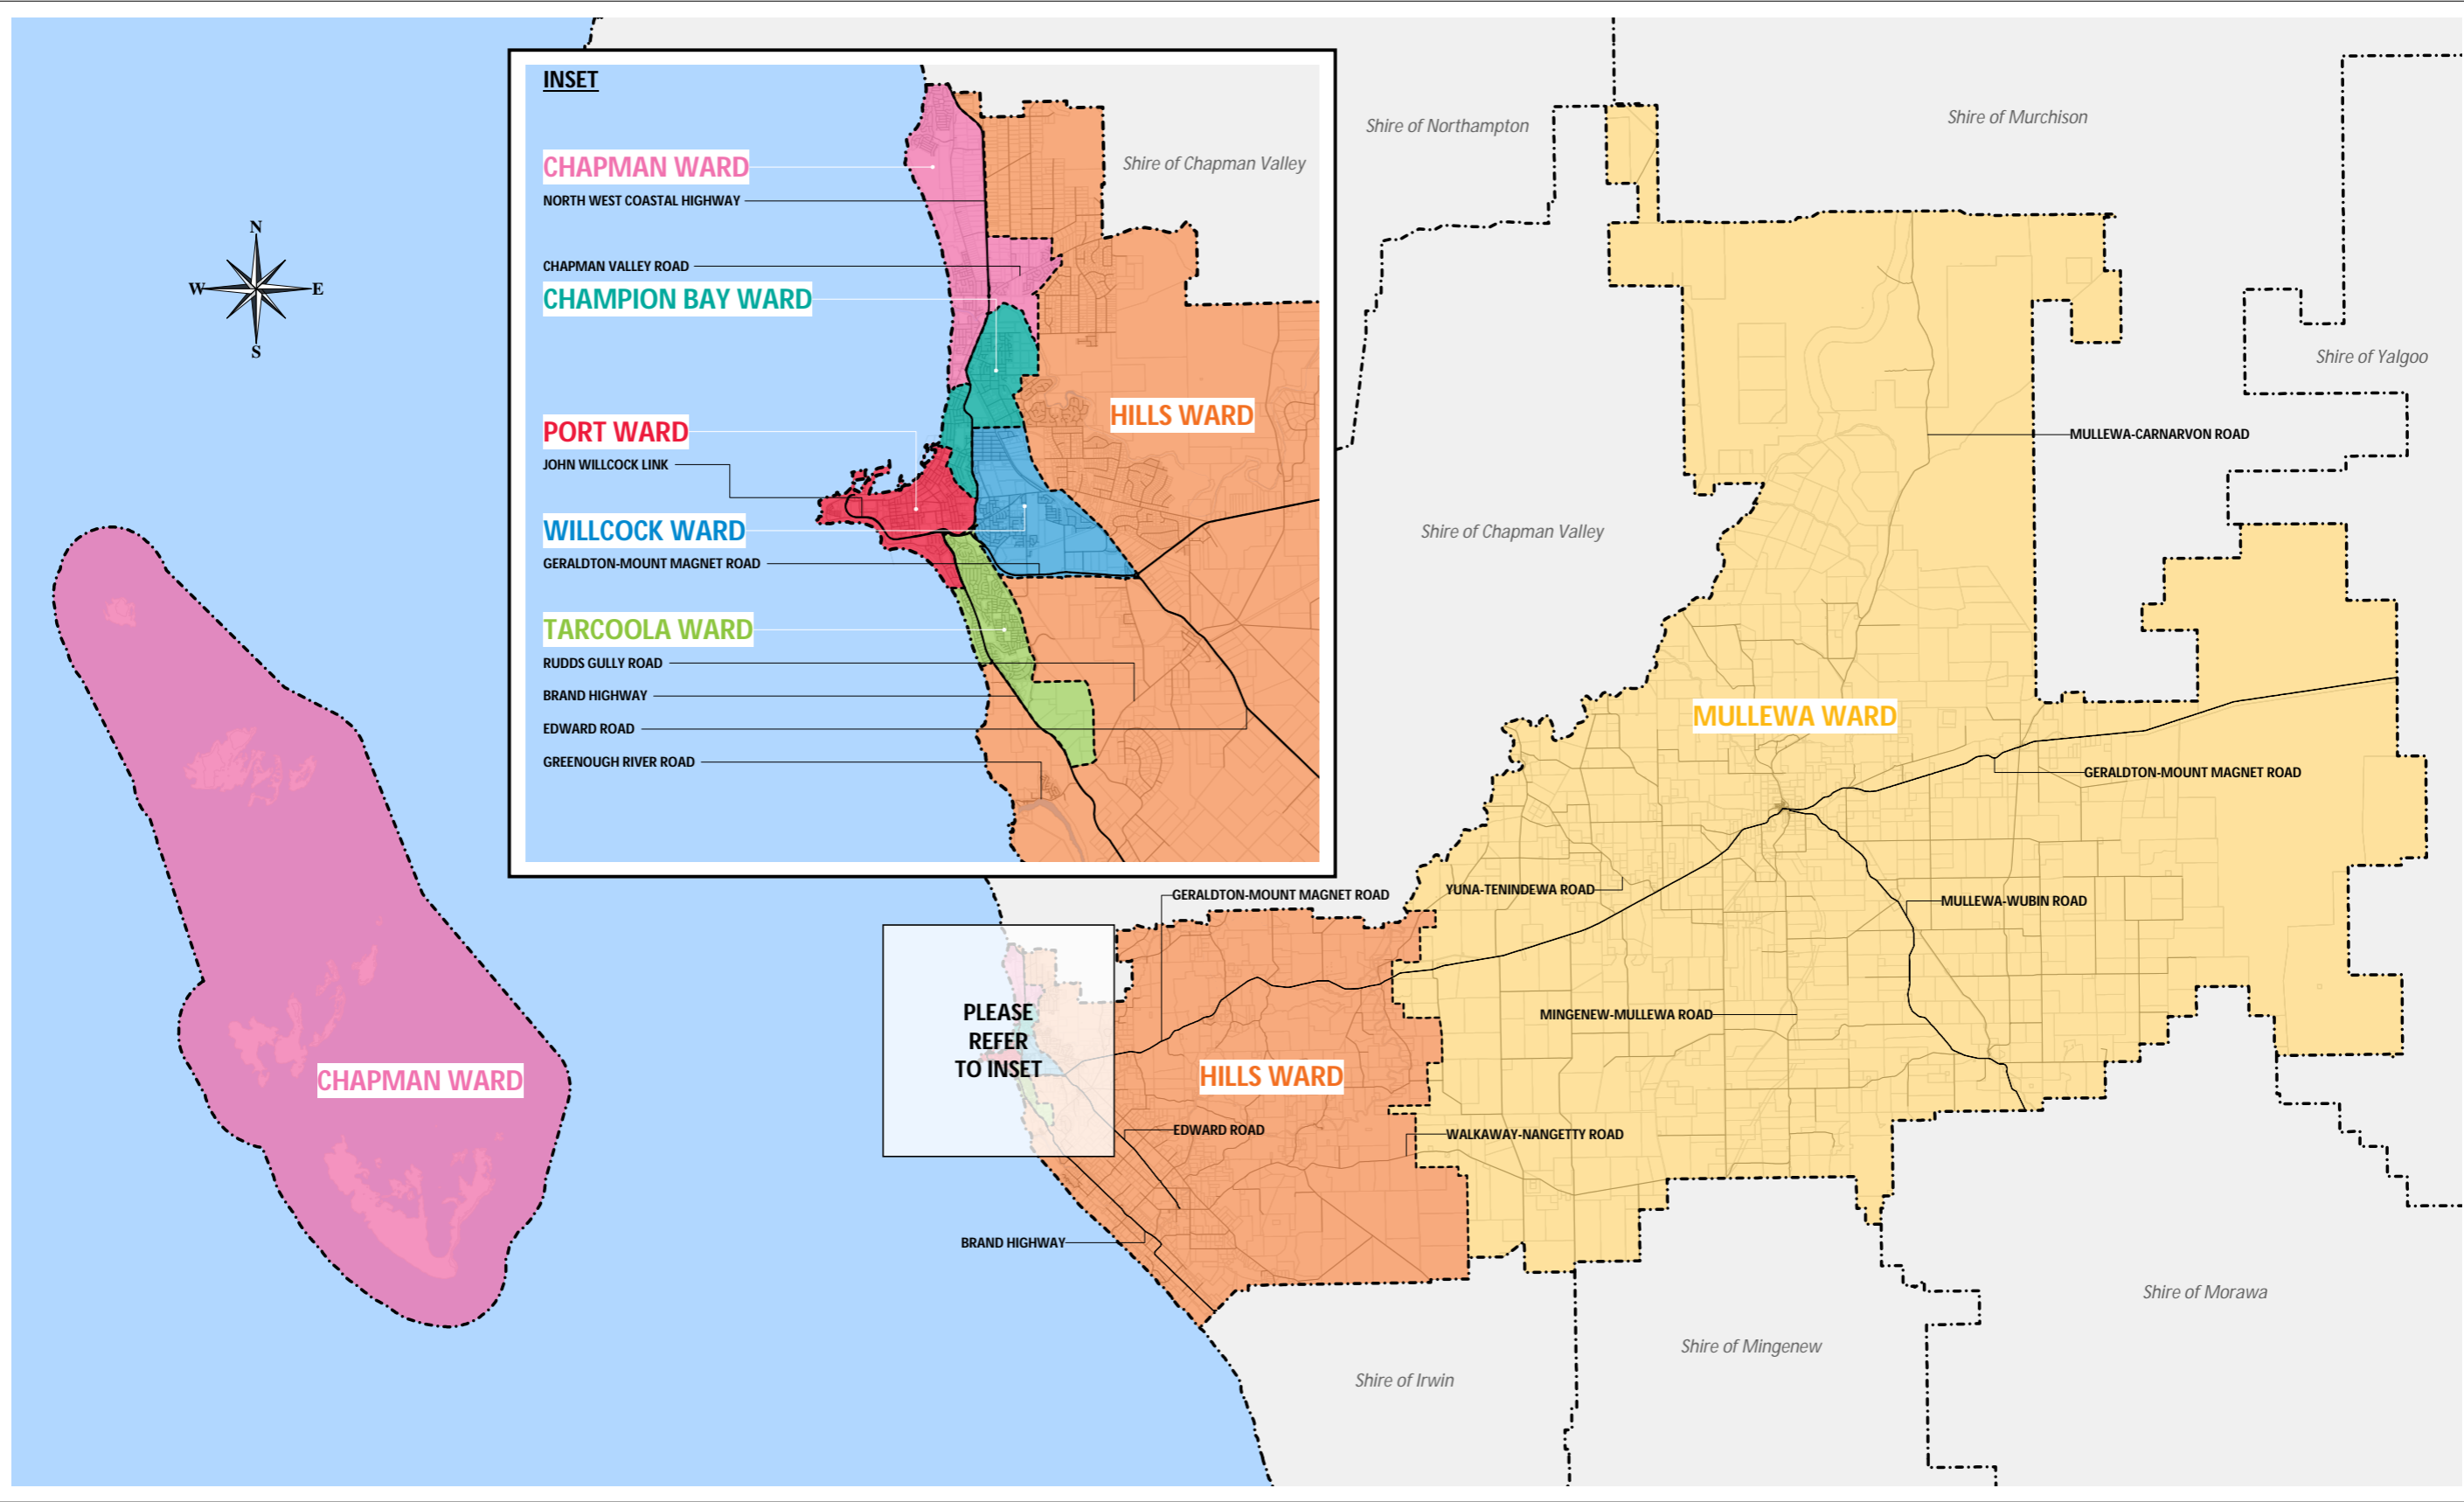 INSET
CHAPMAN WARD
NORTH WEST COASTAL HIGHWAY
CHAPMAN VALLEY ROAD
CHAMPION BAY WARD
PORT WARD
JOHN WILLCOCK LINK
WILLCOCK WARD
GERALDTON-MOUNT MAGNET ROAD
TARCOOLA WARD
RUDDS GULLY ROAD
BRAND HIGHWAY
EDWARD ROAD
GREENOUGH RIVER ROAD
Shire of Chapman Valley
HILLS WARD
N
W
E
S
Shire of Northampton
Shire of Murchison
Shire of Yalgoo
MULLEWA-CARNARVON ROAD
Shire of Chapman Valley
MULLEWA WARD
GERALDTON-MOUNT MAGNET ROAD
GERALDTON-MOUNT MAGNET ROAD
YUNA-TENINDEWA ROAD
MULLEWA-WUBIN ROAD
PLEASE
REFER
TO INSET
MINGENEW-MULLEWA ROAD
CHAPMAN WARD
HILLS WARD
EDWARD ROAD
WALKAWAY-NANGETTY ROAD
BRAND HIGHWAY
Shire of Morawa
Shire of Mingenew
Shire of Irwin